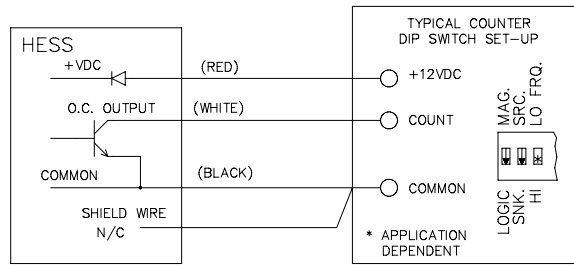 HESS
+VDC
(RED)
O.C. OUTPUT
(WHITE)
COMMON
(BLACK)
SHIELD WIRE
N/C
TYPICAL COUNTER
DIP SWITCH SET-UP
+12VDC
COUNT
COMMON
MAG.
SRC.
LO FRQ.
*
LOGIC
SNK.
HI
* APPLICATION
DEPENDENT